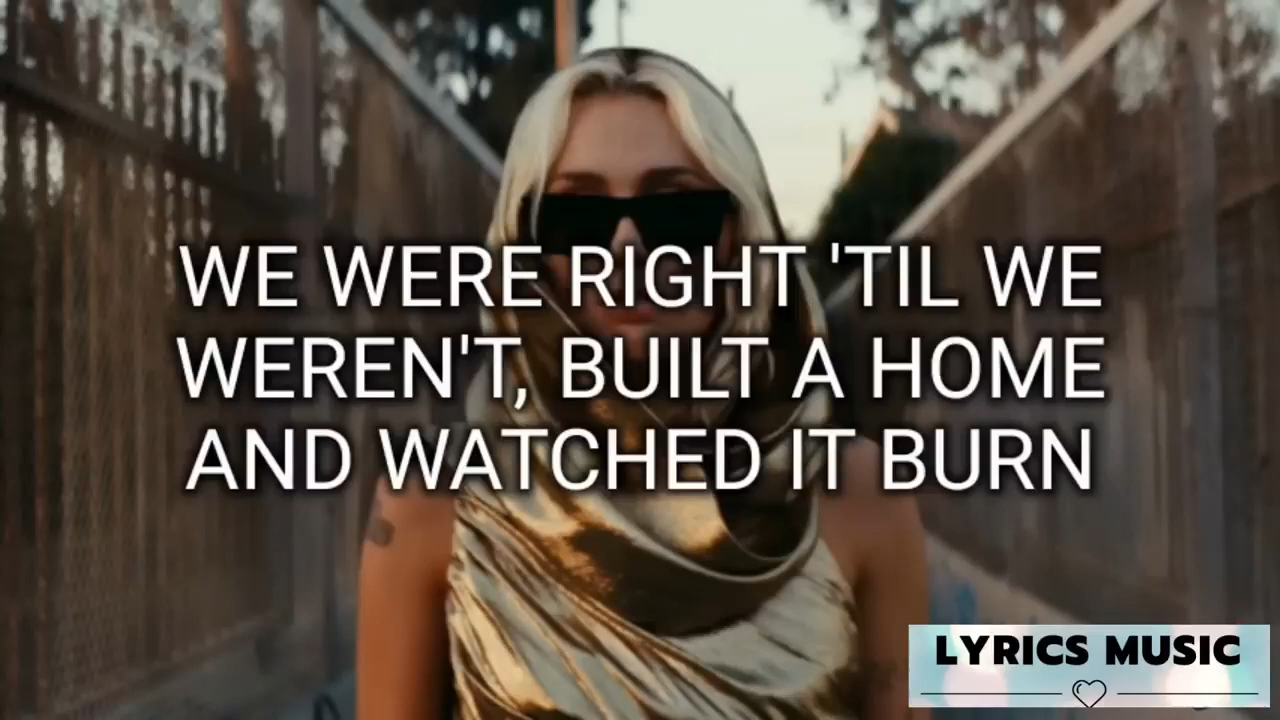 WE WERE RIGHT 'TIL WE
WEREN'T, BUILT A HOME
AND WATCHED IT BURN
LYRICS MUSIC